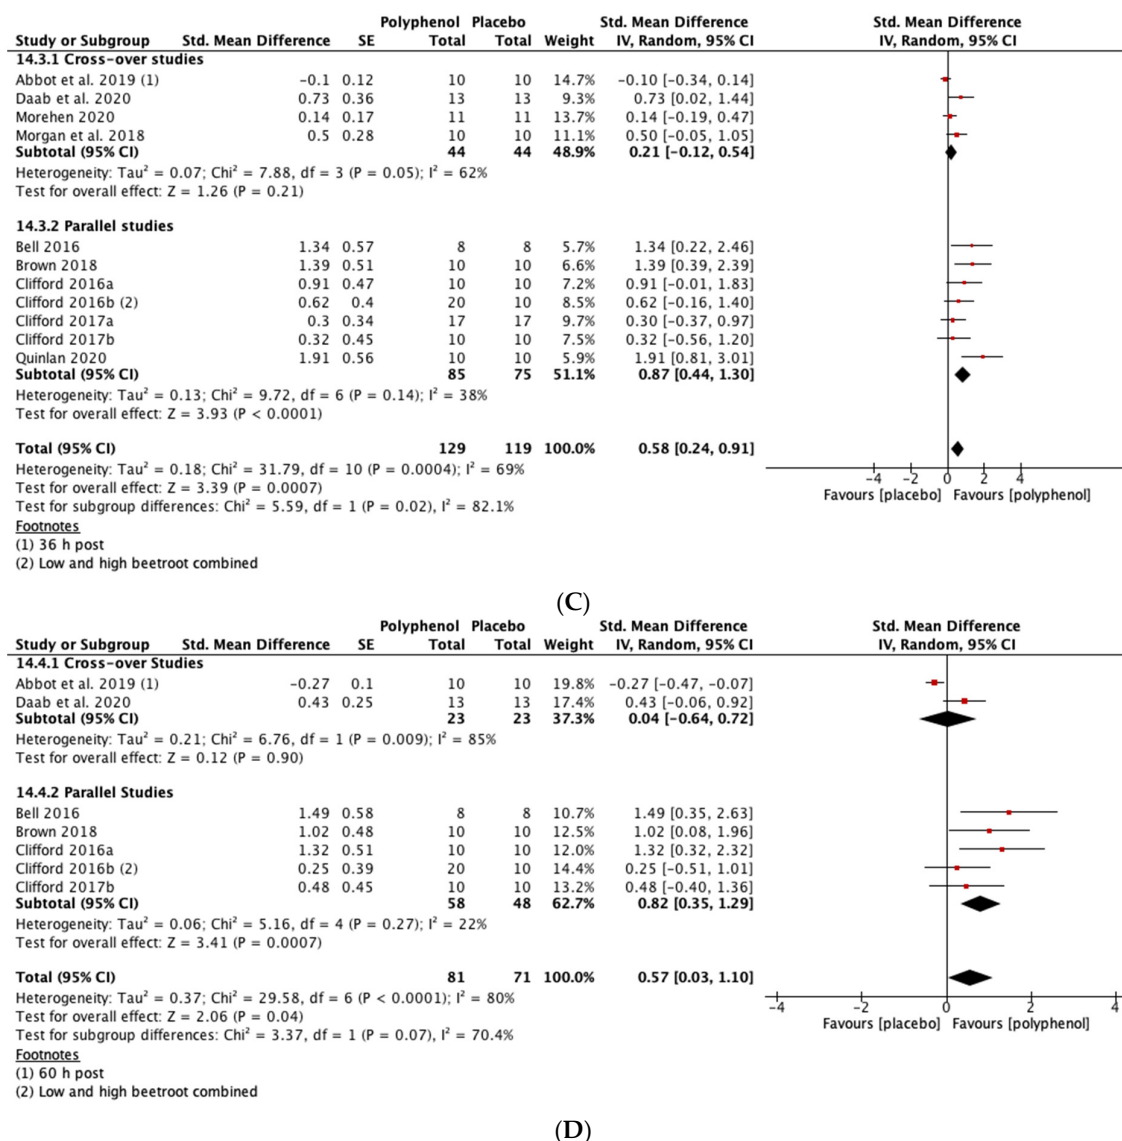 Polyphenol Placebo Std. Mean Difference Std. Mean Difference
Study or Subgroup Std. Mean Difference SE Total Total Weight IV, Random, 95% CI IV, Random, 95% CI
14.3.1 Cross-over studies
Abbot et al. 2019 (1) −0.1 0.12 10 10 14.7% −0.10 [−0.34, 0.14]
Daab et al. 2020 0.73 0.36 13 13 9.3% 0.73 [0.02, 1.44]
Morehen 2020 0.14 0.17 11 11 13.7% 0.14 [−0.19, 0.47]
Morgan et al. 2018 0.5 0.28 10 10 11.1% 0.50 [−0.05, 1.05]
Subtotal (95% CI) 44 44 48.9% 0.21 [−0.12, 0.54]
Heterogeneity: Tau² = 0.07; Chi² = 7.88, df = 3 (P = 0.05); I² = 62%
Test for overall effect: Z = 1.26 (P = 0.21)
14.3.2 Parallel studies
Bell 2016 1.34 0.57 8 8 5.7% 1.34 [0.22, 2.46]
Brown 2018 1.39 0.51 10 10 6.6% 1.39 [0.39, 2.39]
Clifford 2016a 0.91 0.47 10 10 7.2% 0.91 [−0.01, 1.83]
Clifford 2016b (2) 0.62 0.4 20 10 8.5% 0.62 [−0.16, 1.40]
Clifford 2017a 0.3 0.34 17 17 9.7% 0.30 [−0.37, 0.97]
Clifford 2017b 0.32 0.45 10 10 7.5% 0.32 [−0.56, 1.20]
Quinlan 2020 1.91 0.56 10 10 5.9% 1.91 [0.81, 3.01]
Subtotal (95% CI) 85 75 51.1% 0.87 [0.44, 1.30]
Heterogeneity: Tau² = 0.13; Chi² = 9.72, df = 6 (P = 0.14); I² = 38%
Test for overall effect: Z = 3.93 (P < 0.0001)
Total (95% CI) 129 119 100.0% 0.58 [0.24, 0.91]
Heterogeneity: Tau² = 0.18; Chi² = 31.79, df = 10 (P = 0.0004); I² = 69%
−4 −2 0 2 4
Test for overall effect: Z = 3.39 (P = 0.0007)
Favours [placebo] Favours [polyphenol]
Test for subgroup differences: Chi² = 5.59, df = 1 (P = 0.02), I² = 82.1%
Footnotes
(1) 36 h post
(2) Low and high beetroot combined
(C)
Polyphenol Placebo Std. Mean Difference Std. Mean Difference
Study or Subgroup Std. Mean Difference SE Total Total Weight IV, Random, 95% CI IV, Random, 95% CI
14.4.1 Cross-over Studies
Abbot et al. 2019 (1) −0.27 0.1 10 10 19.8% −0.27 [−0.47, −0.07]
Daab et al. 2020 0.43 0.25 13 13 17.4% 0.43 [−0.06, 0.92]
Subtotal (95% CI) 23 23 37.3% 0.04 [−0.64, 0.72]
Heterogeneity: Tau² = 0.21; Chi² = 6.76, df = 1 (P = 0.009); I² = 85%
Test for overall effect: Z = 0.12 (P = 0.90)
14.4.2 Parallel Studies
Bell 2016 1.49 0.58 8 8 10.7% 1.49 [0.35, 2.63]
Brown 2018 1.02 0.48 10 10 12.5% 1.02 [0.08, 1.96]
Clifford 2016a 1.32 0.51 10 10 12.0% 1.32 [0.32, 2.32]
Clifford 2016b (2) 0.25 0.39 20 10 14.4% 0.25 [−0.51, 1.01]
Clifford 2017b 0.48 0.45 10 10 13.2% 0.48 [−0.40, 1.36]
Subtotal (95% CI) 58 48 62.7% 0.82 [0.35, 1.29]
Heterogeneity: Tau² = 0.06; Chi² = 5.16, df = 4 (P = 0.27); I² = 22%
Test for overall effect: Z = 3.41 (P = 0.0007)
Total (95% CI) 81 71 100.0% 0.57 [0.03, 1.10]
Heterogeneity: Tau² = 0.37; Chi² = 29.58, df = 6 (P < 0.0001); I² = 80%
−4 −2 0 2 4
Test for overall effect: Z = 2.06 (P = 0.04)
Favours [placebo] Favours [polyphenol]
Test for subgroup differences: Chi² = 3.37, df = 1 (P = 0.07), I² = 70.4%
Footnotes
(1) 60 h post
(2) Low and high beetroot combined
(D)